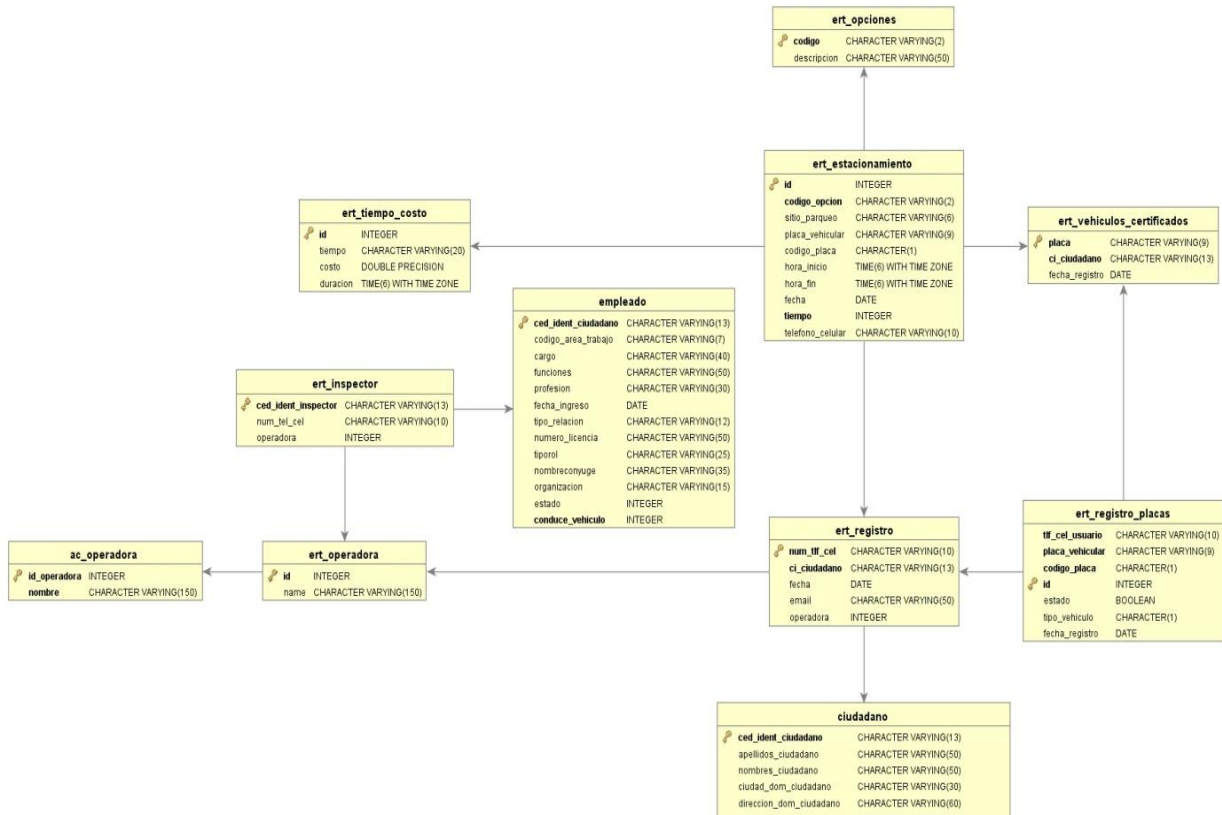 ert_opciones
codigo CHARACTER VARYING(2)
descripcion CHARACTER VARYING(50)
ert_estacionamiento
id INTEGER
codigo_opcion CHARACTER VARYING(2)
sitio_parqueo CHARACTER VARYING(6)
placa_vehicular CHARACTER VARYING(9)
codigo_placa CHARACTER(1)
hora_inicio TIME(6) WITH TIME ZONE
hora_fin TIME(6) WITH TIME ZONE
fecha DATE
tiempo INTEGER
telefono_celular CHARACTER VARYING(10)
ert_tiempo_costo
id INTEGER
tiempo CHARACTER VARYING(20)
costo DOUBLE PRECISION
duracion TIME(6) WITH TIME ZONE
ert_vehiculos_certificados
placa CHARACTER VARYING(9)
ci_ciudadano CHARACTER VARYING(13)
fecha_registro DATE
empleado
ced_ident_ciudadano CHARACTER VARYING(13)
codigo_area_trabajo CHARACTER VARYING(7)
cargo CHARACTER VARYING(40)
funciones CHARACTER VARYING(50)
profesion CHARACTER VARYING(30)
fecha_ingreso DATE
tipo_relacion CHARACTER VARYING(12)
numero_licencia CHARACTER VARYING(50)
tiporol CHARACTER VARYING(25)
nombreconyuge CHARACTER VARYING(35)
organizacion CHARACTER VARYING(15)
estado INTEGER
conduce_vehiculo INTEGER
ert_inspector
ced_ident_inspector CHARACTER VARYING(13)
num_tel_cel CHARACTER VARYING(10)
operadora INTEGER
ac_operadora
id_operadora INTEGER
nombre CHARACTER VARYING(150)
ert_operadora
id INTEGER
name CHARACTER VARYING(150)
ert_registro
num_tlf_cel CHARACTER VARYING(10)
ci_ciudadano CHARACTER VARYING(13)
fecha DATE
email CHARACTER VARYING(50)
operadora INTEGER
ert_registro_placas
tlf_cel_usuario CHARACTER VARYING(10)
placa_vehicular CHARACTER VARYING(9)
codigo_placa CHARACTER(1)
id INTEGER
estado BOOLEAN
tipo_vehiculo CHARACTER(1)
fecha_registro DATE
ciudadano
ced_ident_ciudadano CHARACTER VARYING(13)
apellidos_ciudadano CHARACTER VARYING(50)
nombres_ciudadano CHARACTER VARYING(50)
ciudad_dom_ciudadano CHARACTER VARYING(30)
direccion_dom_ciudadano CHARACTER VARYING(60)